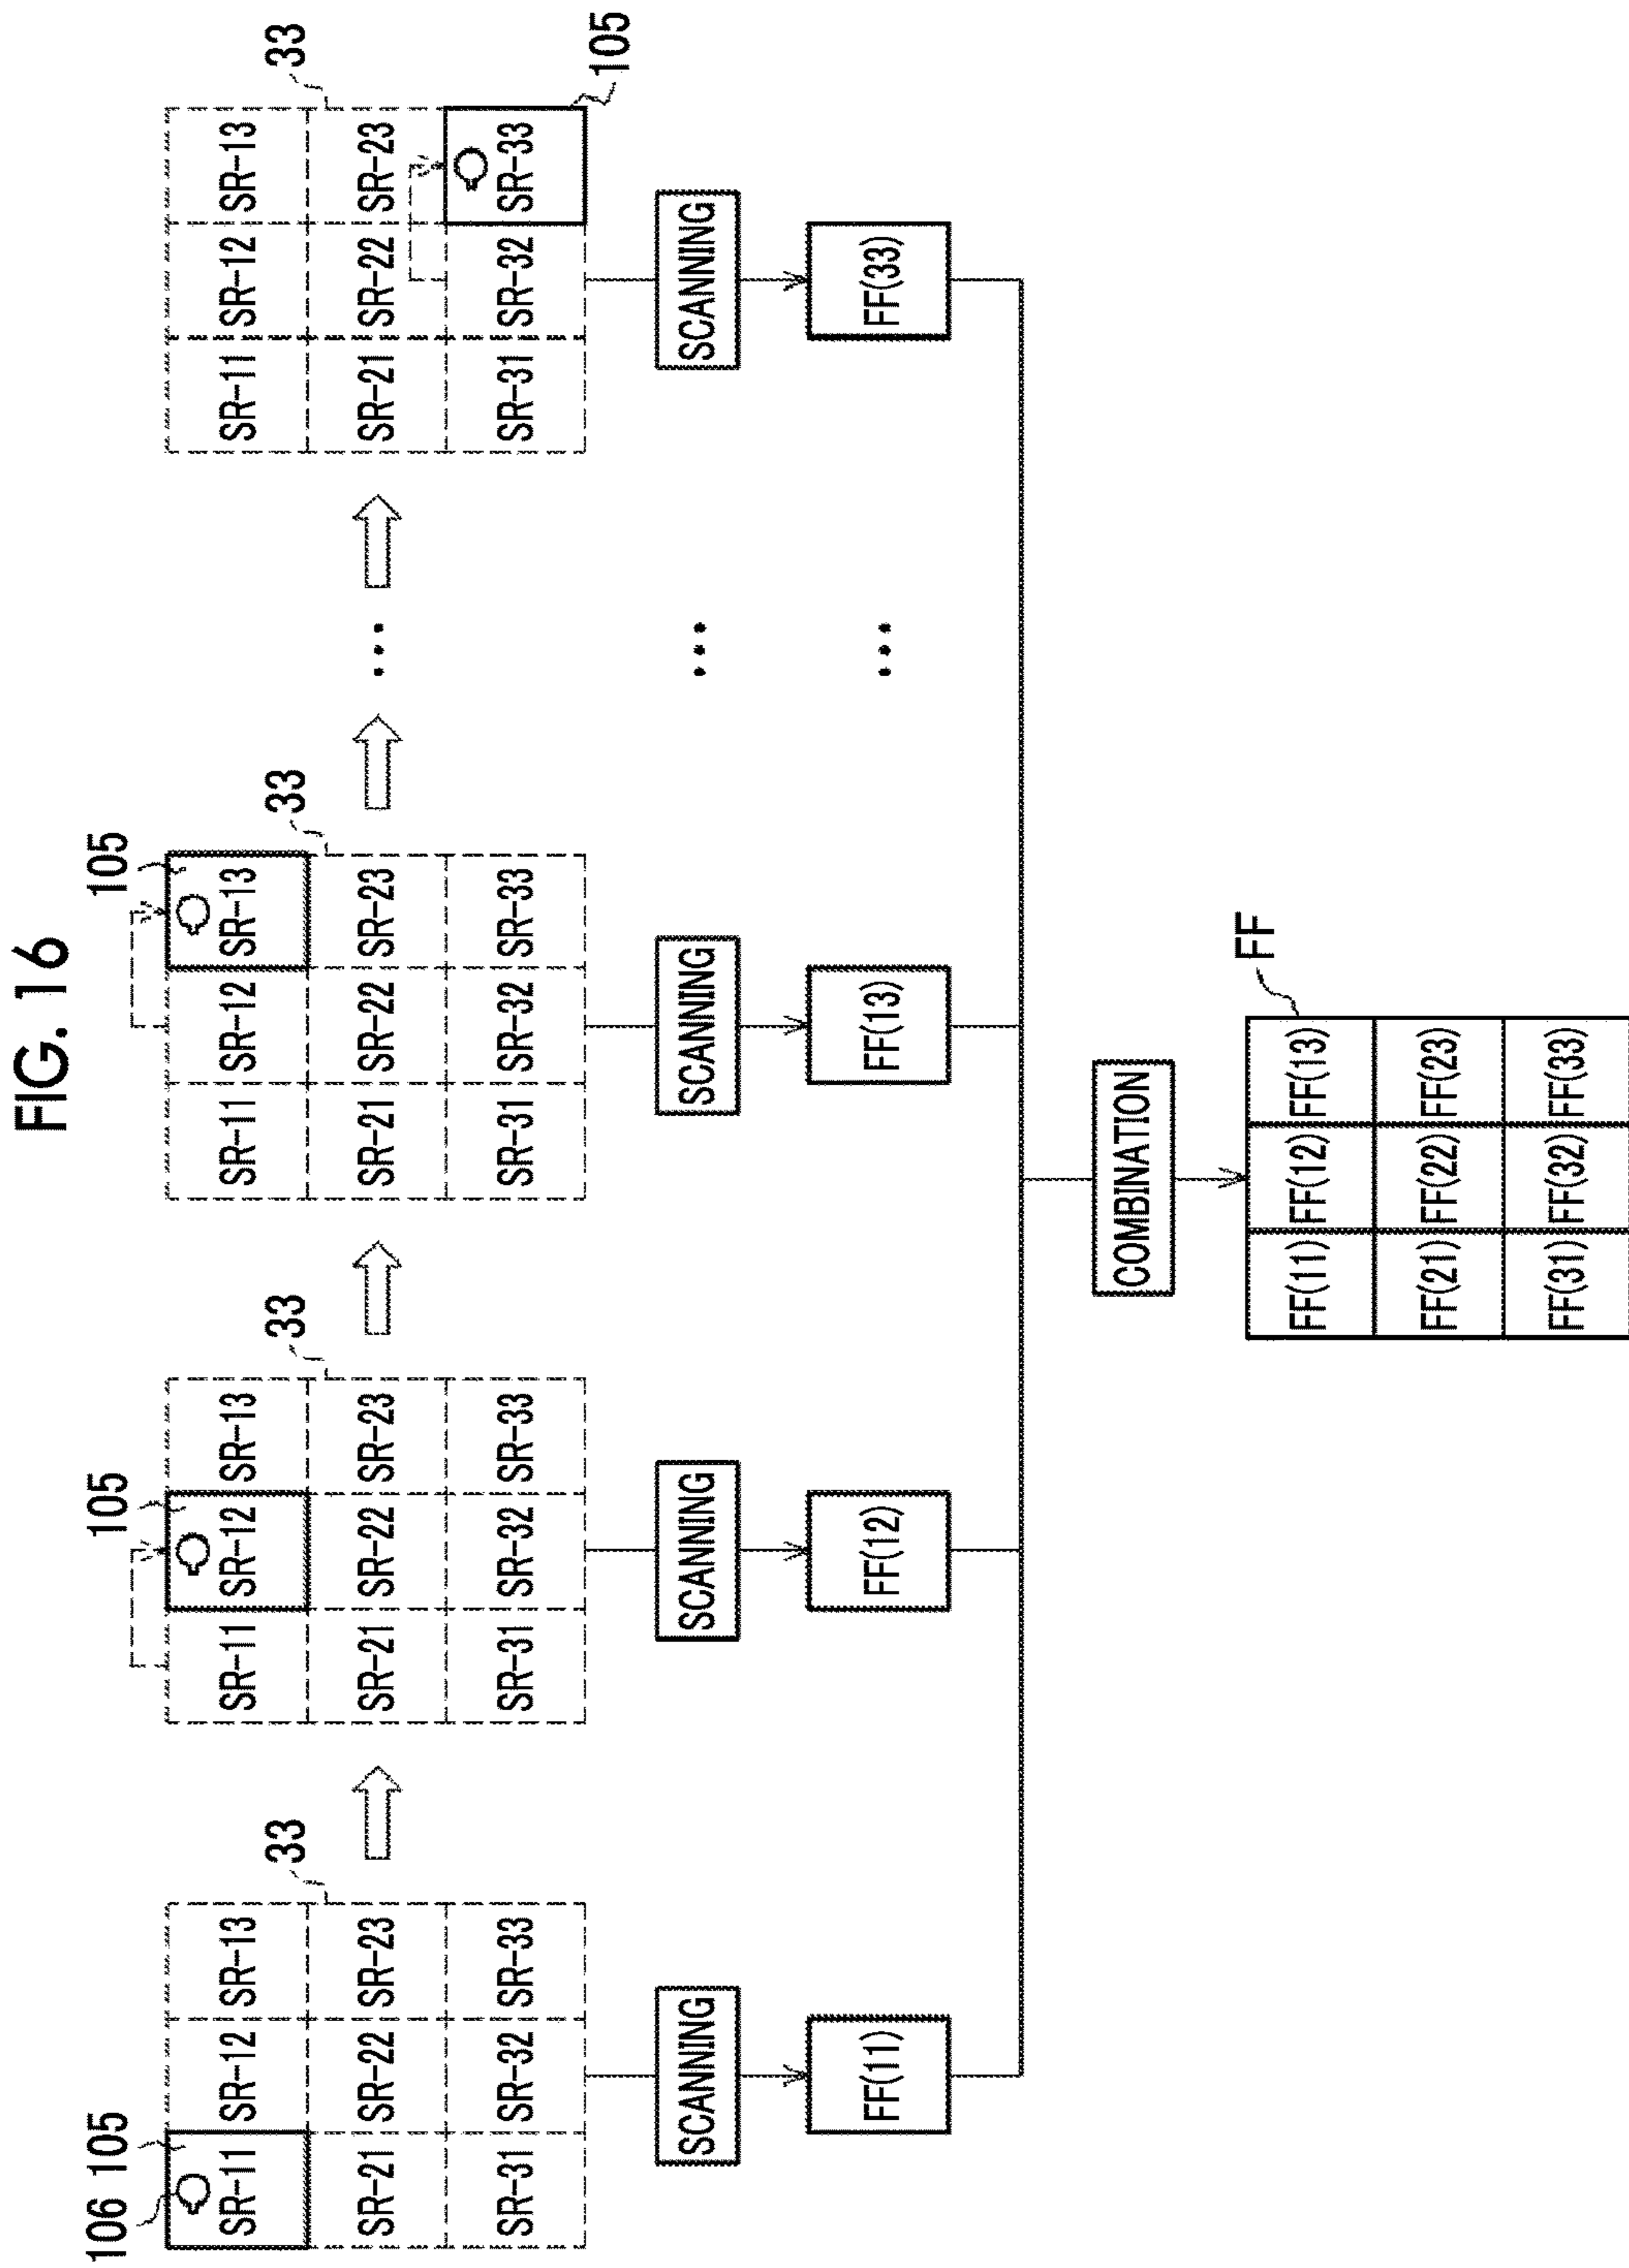 FIG. 16
106 105 105 105
33 33 33 33
SR-11 SR-12 SR-13 SR-11 SR-12 SR-13 SR-11 SR-12 SR-13 SR-11 SR-12 SR-13
SR-21 SR-22 SR-23 SR-21 SR-22 SR-23 SR-21 SR-22 SR-23 ... SR-21 SR-22 SR-23
SR-31 SR-32 SR-33 SR-31 SR-32 SR-33 SR-31 SR-32 SR-33 SR-31 SR-32 SR-33
105
SCANNING SCANNING SCANNING ... SCANNING
FF(11) FF(12) FF(13) ... FF(33)
COMBINATION
FF
FF(11) FF(12) FF(13)
FF(21) FF(22) FF(23)
FF(31) FF(32) FF(33)